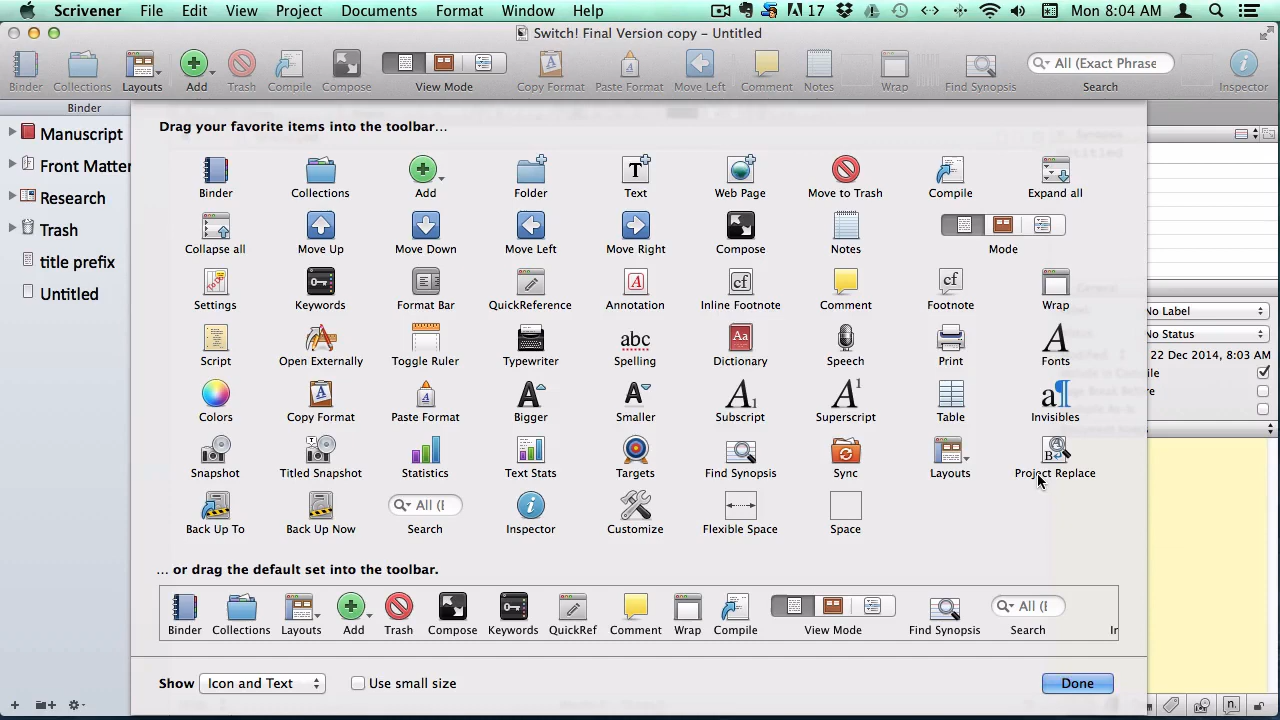 Scrivener File Edit View Project Documents Format Window Help 17 Mon 8:04 AM
Switch! Final Version copy – Untitled
All (Exact Phrase
Binder Collections Layouts Add Trash Compile Compose View Mode Copy Format Paste Format Move Left Comment Notes Wrap Find Synopsis Search Inspector
Binder
Manuscript
Front Matter
Research
Trash
title prefix
Untitled
Drag your favorite items into the toolbar...
Binder Collections Add Folder Text Web Page Move to Trash Compile Expand all
Collapse all Move Up Move Down Move Left Move Right Compose Notes Mode
Settings Keywords Format Bar QuickReference Annotation Inline Footnote Comment Footnote Wrap
Script Open Externally Toggle Ruler Typewriter Spelling Dictionary Speech Print Fonts
Colors Copy Format Paste Format Bigger Smaller Subscript Superscript Table Invisibles
Snapshot Titled Snapshot Statistics Text Stats Targets Find Synopsis Sync Layouts Project Replace
Back Up To Back Up Now Search Inspector Customize Flexible Space Space
... or drag the default set into the toolbar.
Binder Collections Layouts Add Trash Compose Keywords QuickRef Comment Wrap Compile View Mode Find Synopsis Search In
Show Icon and Text Use small size Done
No Label
No Status
22 Dec 2014, 8:03 AM